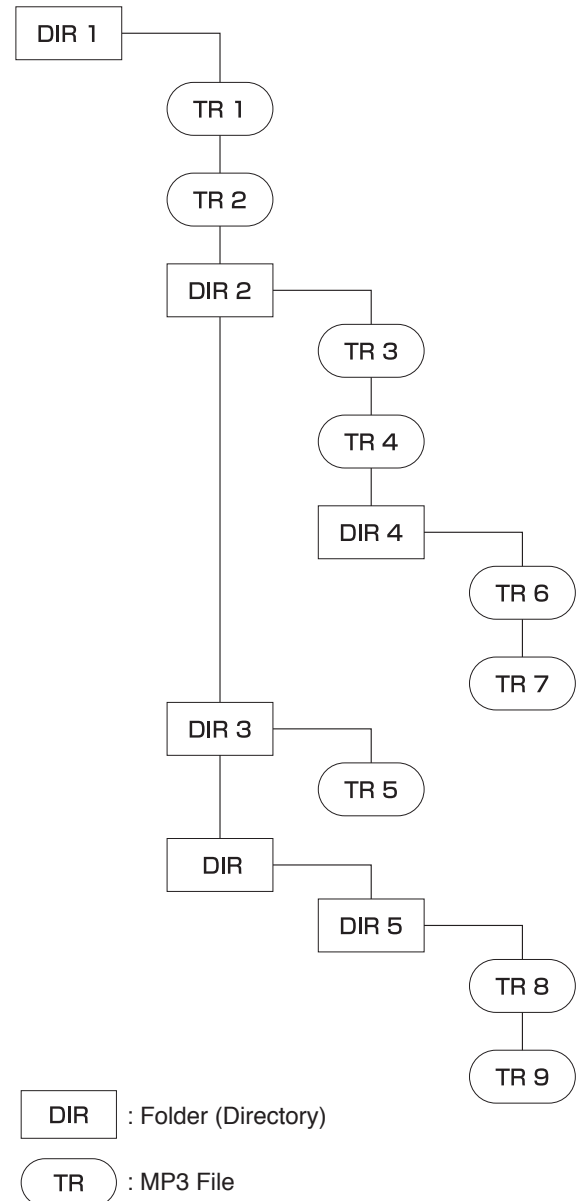 DIR 1
TR 1
TR 2
DIR 2
TR 3
TR 4
DIR 4
TR 6
TR 7
DIR 3
TR 5
DIR
DIR 5
TR 8
TR 9
DIR : Folder (Directory)
TR : MP3 File